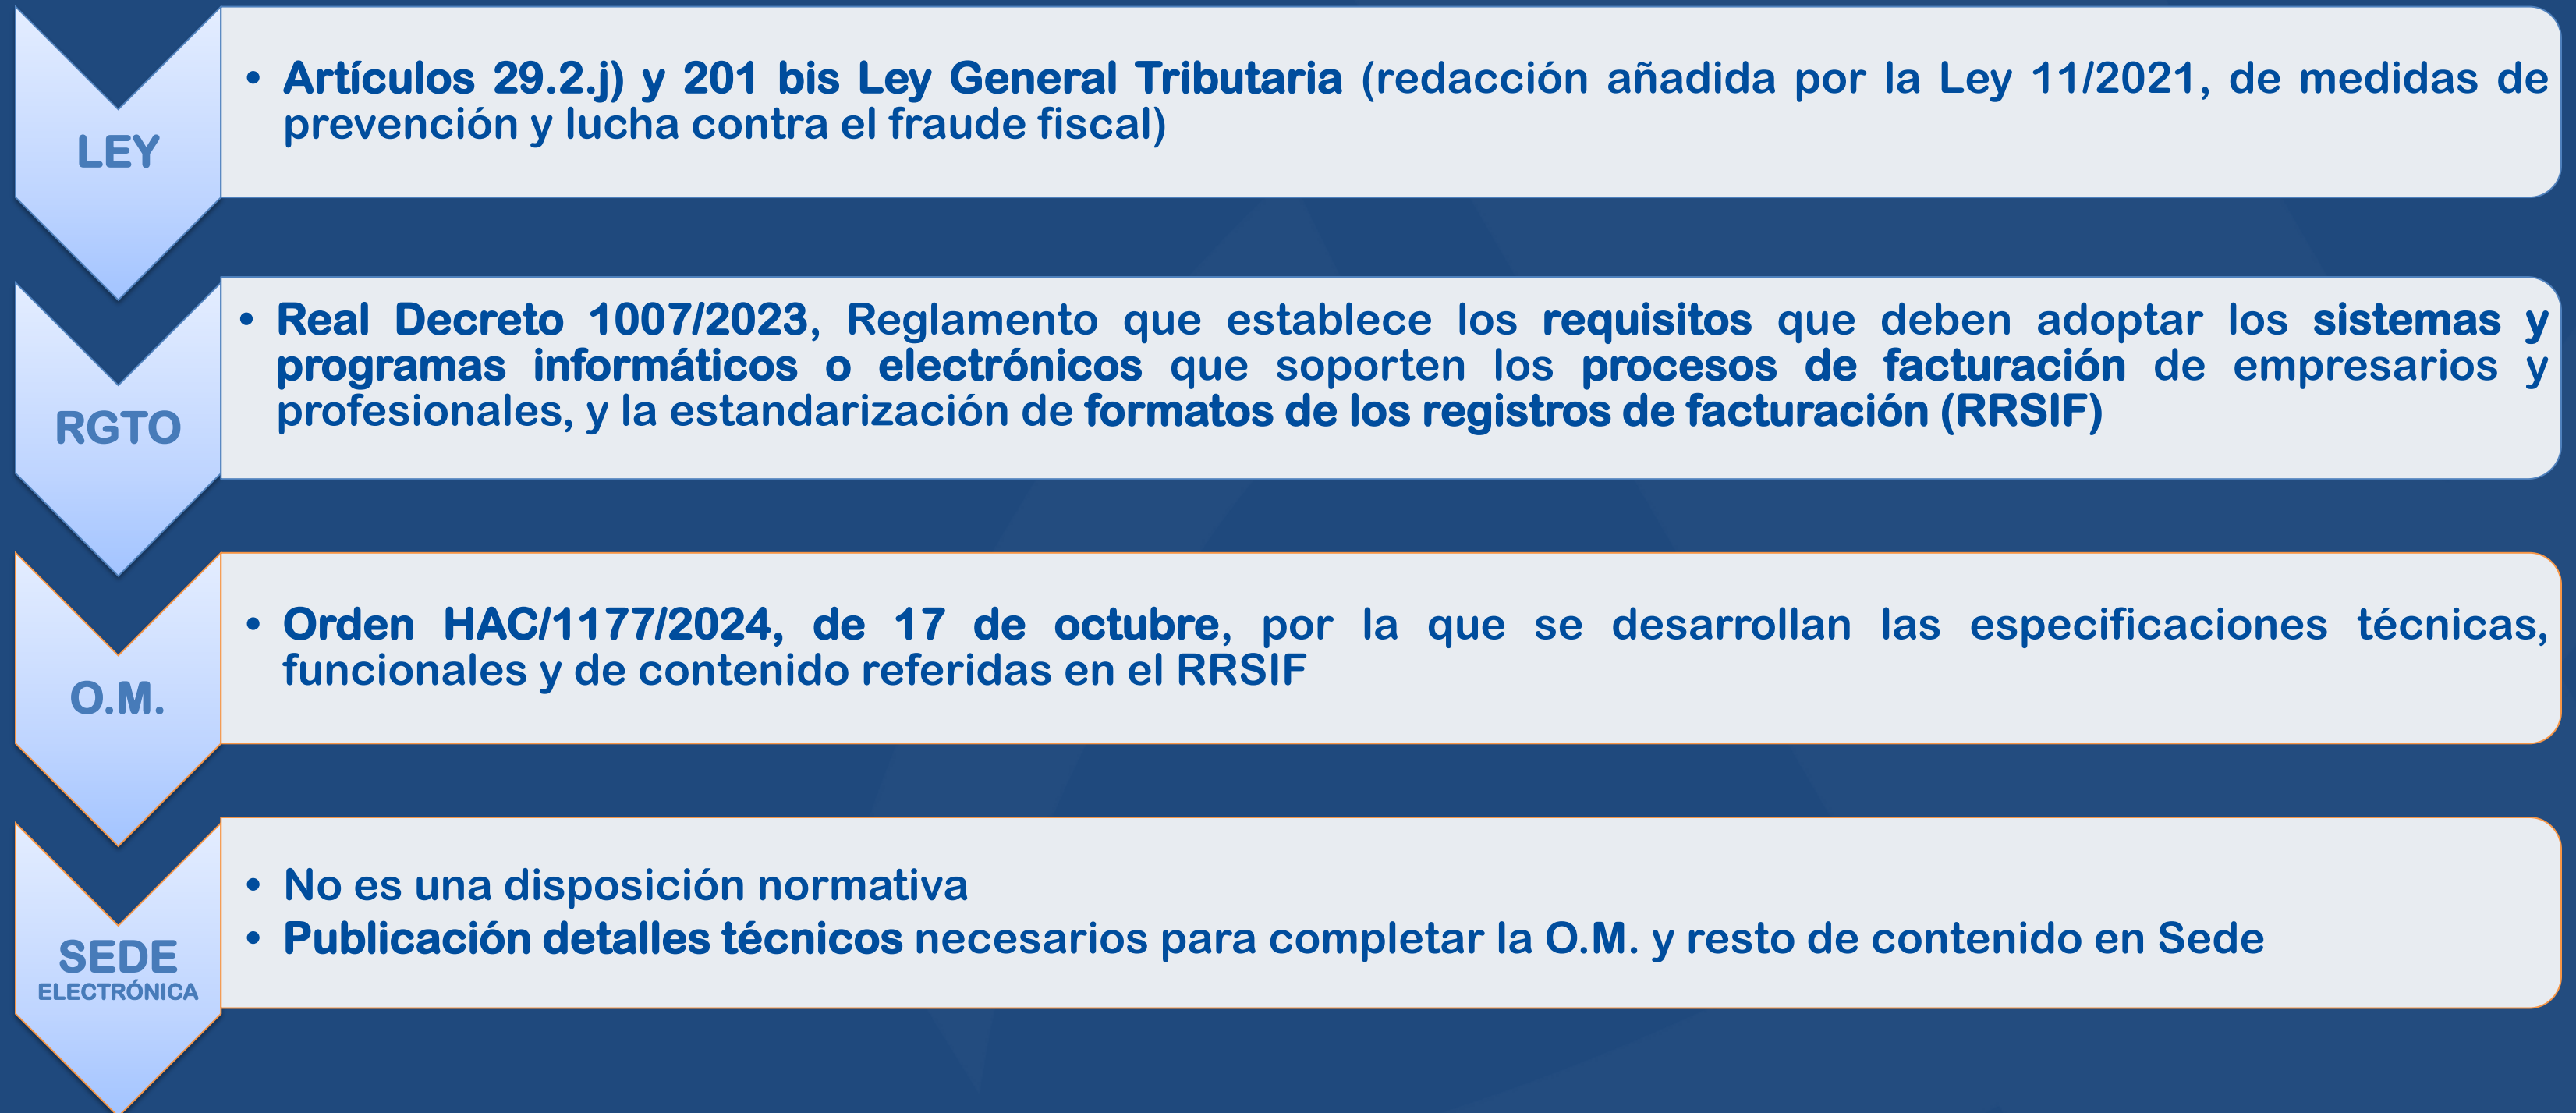 LEY
• Artículos 29.2.j) y 201 bis Ley General Tributaria (redacción añadida por la Ley 11/2021, de medidas de
prevención y lucha contra el fraude fiscal)
RGTO
• Real Decreto 1007/2023, Reglamento que establece los requisitos que deben adoptar los sistemas y
programas informáticos o electrónicos que soporten los procesos de facturación de empresarios y
profesionales, y la estandarización de formatos de los registros de facturación (RRSIF)
O.M.
• Orden HAC/1177/2024, de 17 de octubre, por la que se desarrollan las especificaciones técnicas,
funcionales y de contenido referidas en el RRSIF
SEDE
ELECTRÓNICA
• No es una disposición normativa
• Publicación detalles técnicos necesarios para completar la O.M. y resto de contenido en Sede